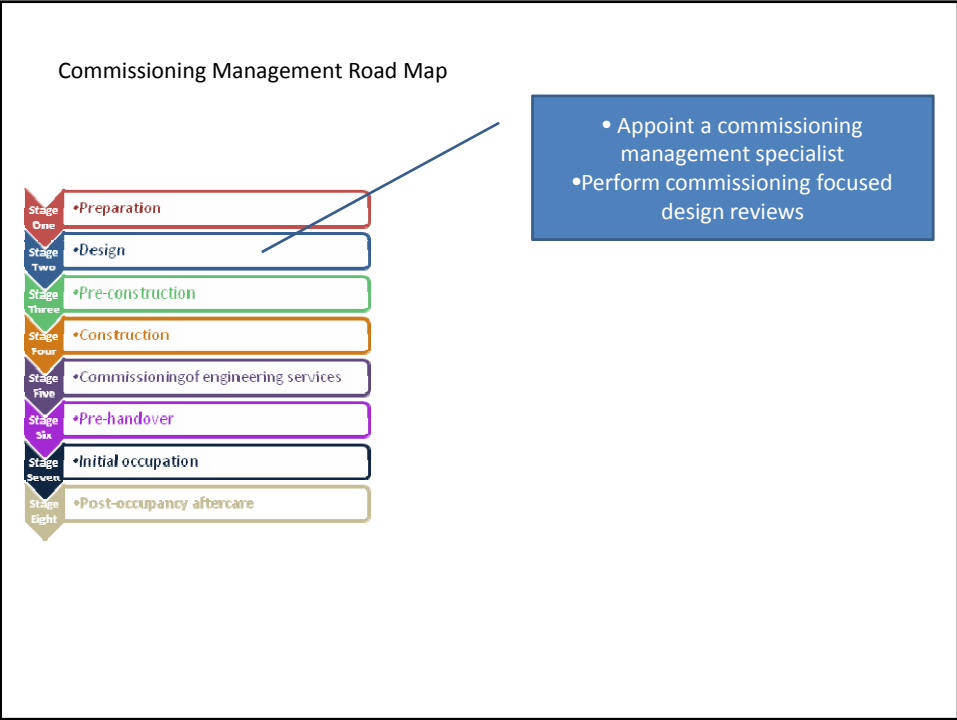 Commissioning Management Road Map
• Appoint a commissioning
management specialist
•Perform commissioning focused
design reviews
Stage
One
•Preparation
Stage
Two
•Design
Stage
Three
•Pre-construction
Stage
Four
•Construction
Stage
Five
•Commissioningof engineering services
Stage
Six
•Pre-handover
Stage
Seven
•Initial occupation
Stage
Eight
•Post-occupancy aftercare